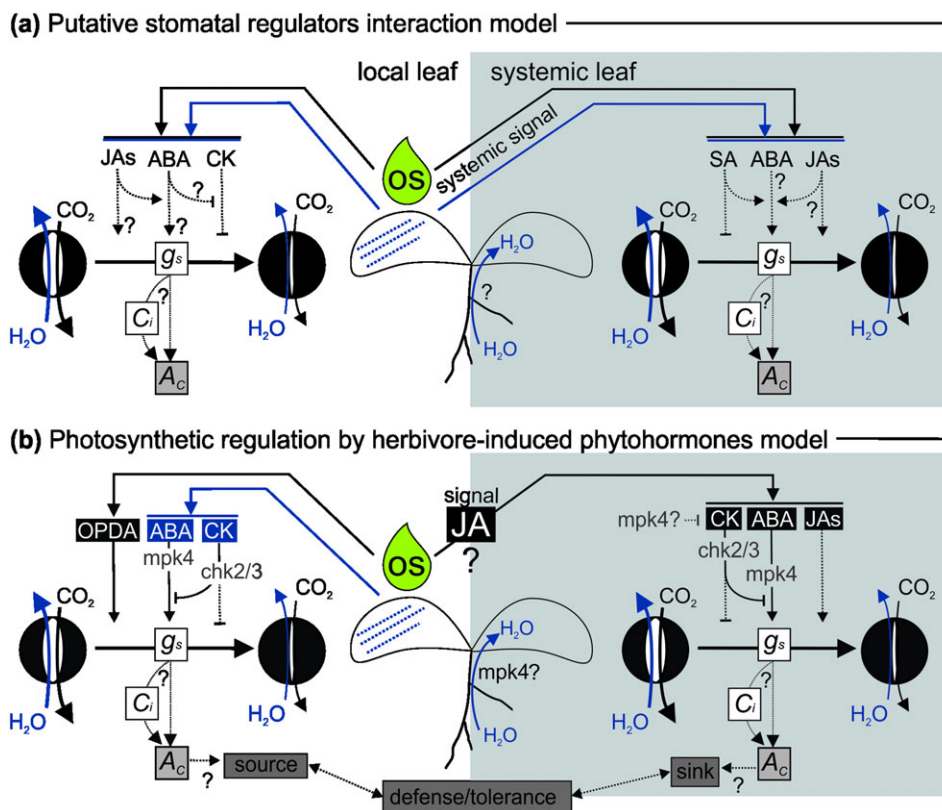 (a) Putative stomatal regulators interaction model
local leaf systemic leaf
OS
systemic signal
JAs ABA CK
? ? ?
CO₂ CO₂
gs
H₂O H₂O
?
Ci
Ac
H₂O
?
H₂O
SA ABA JAs
? ?
CO₂ CO₂
gs
H₂O H₂O
?
Ci
Ac
(b) Photosynthetic regulation by herbivore-induced phytohormones model
signal
JA
?
OS
OPDA ABA CK
mpk4
chk2/3
CO₂ CO₂
gs
H₂O H₂O
?
Ci
Ac
?
source
H₂O
mpk4?
H₂O
mpk4? CK ABA JAs
chk2/3
mpk4
CO₂ CO₂
gs
H₂O H₂O
?
Ci
Ac
?
sink
defense/tolerance